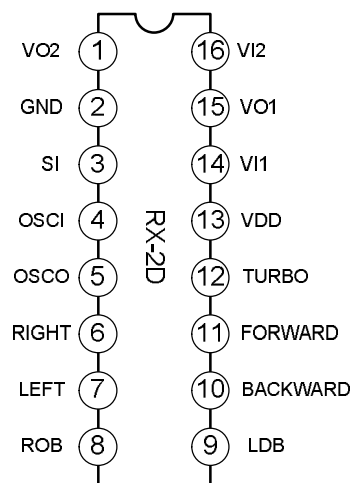 VO2 1 16 VI2
GND 2 15 VO1
SI 3 14 VI1
OSCI 4 13 VDD
RX-2D
OSCO 5 12 TURBO
RIGHT 6 11 FORWARD
LEFT 7 10 BACKWARD
ROB 8 9 LDB